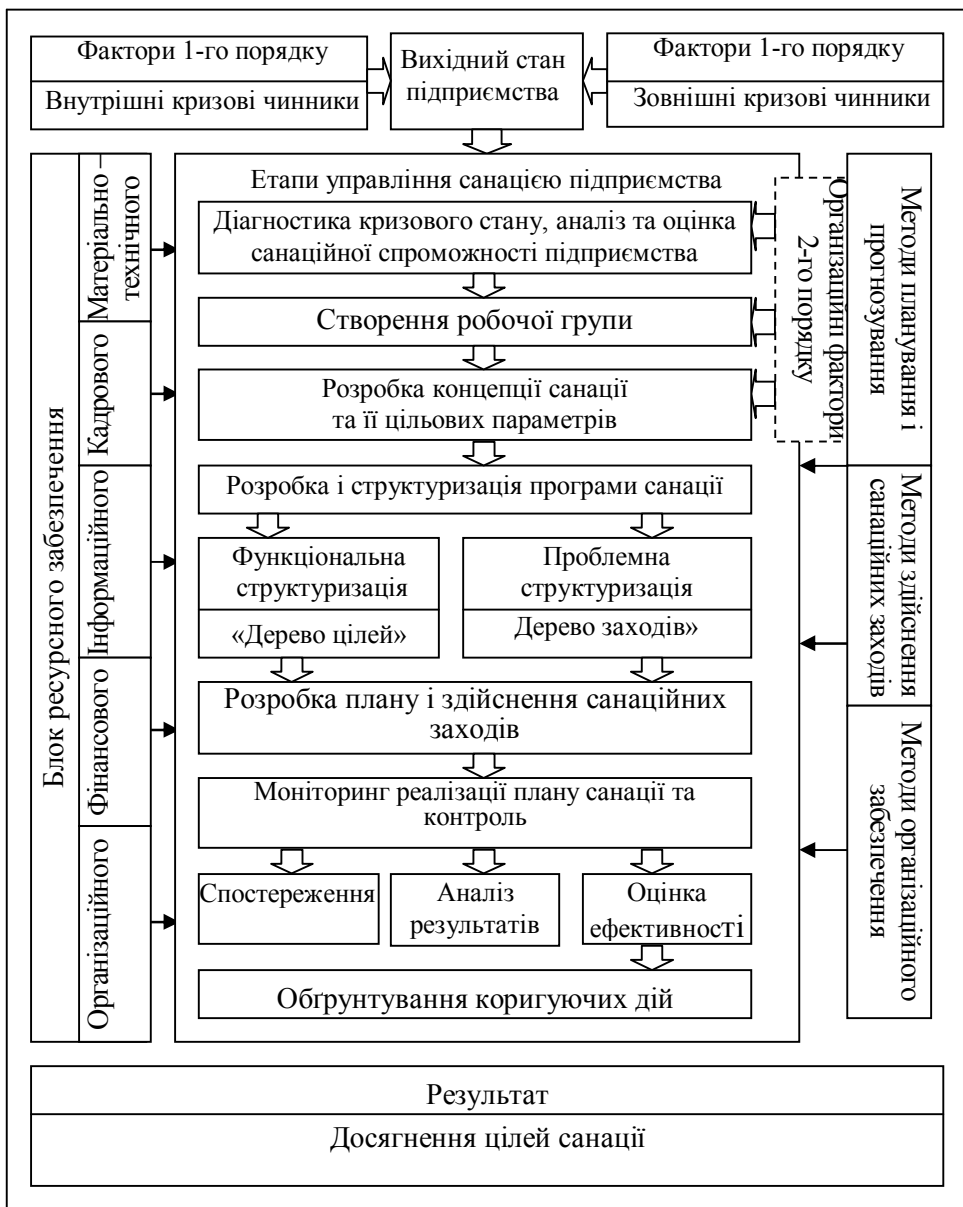 Фактори 1-го порядку
Внутрішні кризові чинники
Вихідний стан
підприємства
Фактори 1-го порядку
Зовнішні кризові чинники
Блок ресурсного забезпечення
Матеріально–
технічного
Кадрового
Інформаційного
Фінансового
Організаційного
Етапи управління санацією підприємства
Діагностика кризового стану, аналіз та оцінка
санаційної спроможності підприємства
Створення робочої групи
Розробка концепції санації
та її цільових параметрів
Розробка і структуризація програми санації
Функціональна
структуризація
«Дерево цілей»
Проблемна
структуризація
Дерево заходів»
Розробка плану і здійснення санаційних
заходів
Моніторинг реалізації плану санації та
контроль
Спостереження
Аналіз
результатів
Оцінка
ефективності
Обґрунтування коригуючих дій
Організаційні фактори
2-го порядку
Методи планування і
прогнозування
Методи здійснення
санаційних заходів
Методи організаційного
забезпечення
Результат
Досягнення цілей санації